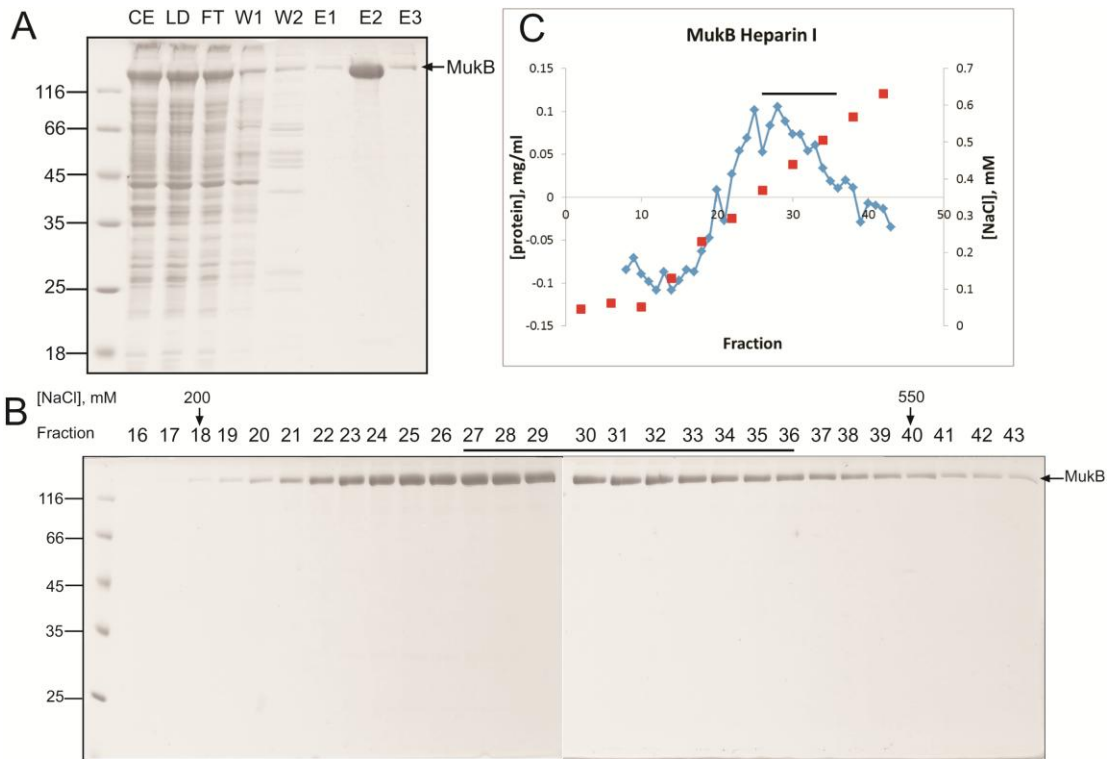 A
CE LD FT W1 W2 E1 E2 E3
MukB
116
66
45
35
25
18
C
MukB Heparin I
[protein], mg/ml
0.15
0.1
0.05
0
-0.05
-0.1
-0.15
0 10 20 30 40 50
0.7
0.6
0.5
0.4
0.3
0.2
0.1
0
[NaCl], mM
Fraction
B
[NaCl], mM 200 550
Fraction 16 17 18 19 20 21 22 23 24 25 26 27 28 29 30 31 32 33 34 35 36 37 38 39 40 41 42 43
MukB
116
66
45
35
25